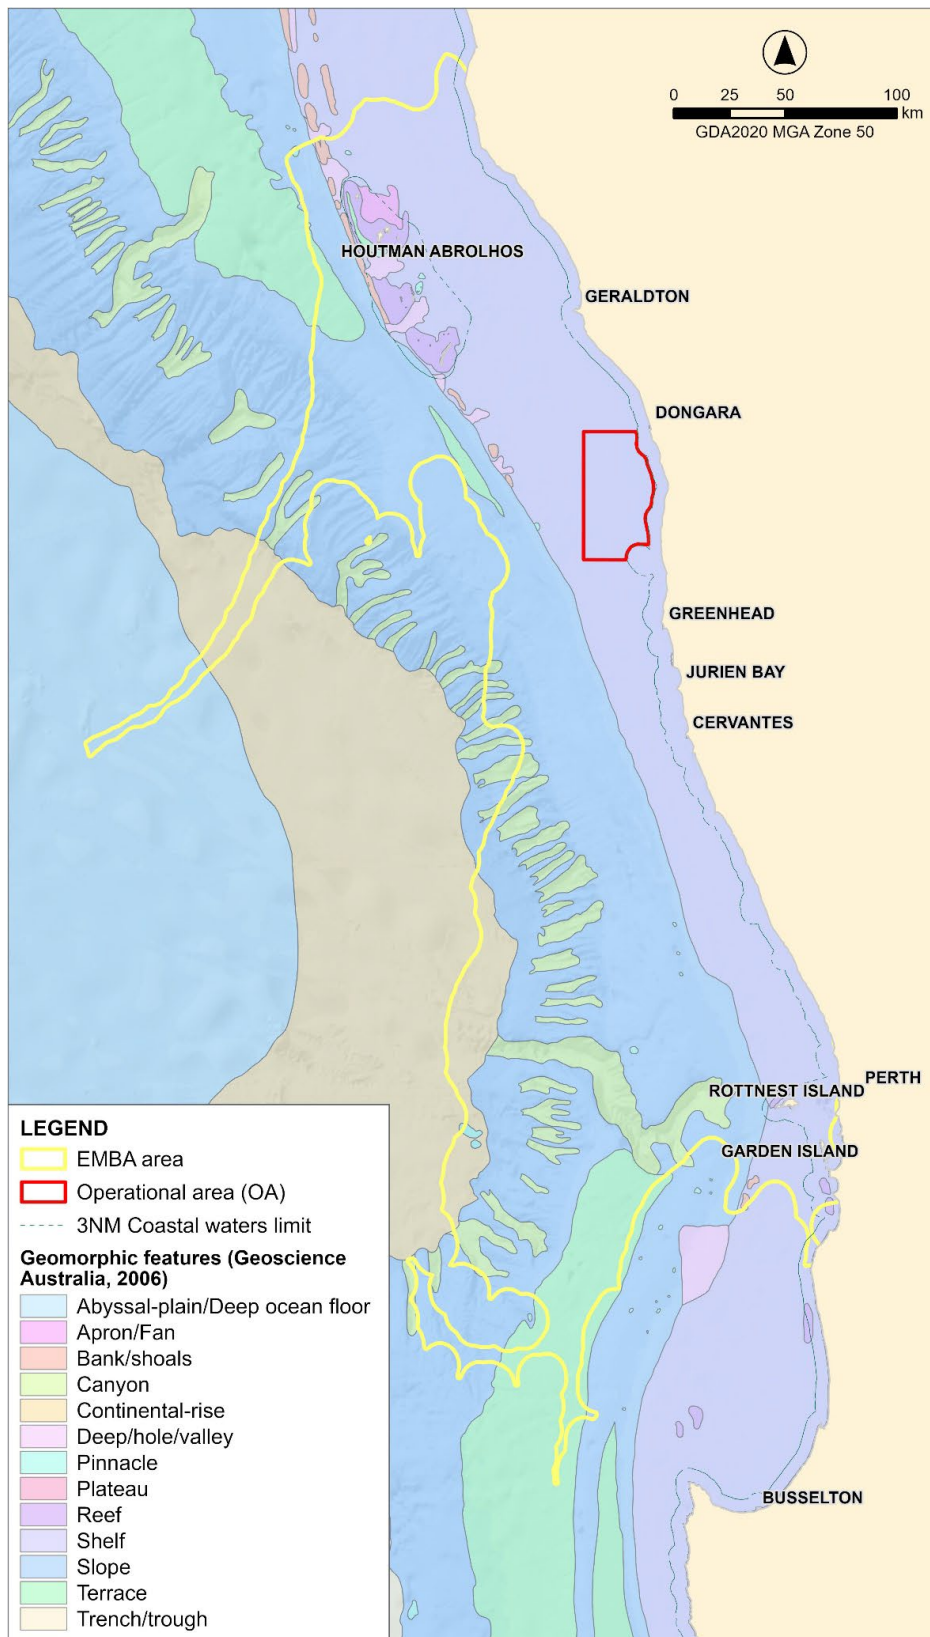 0 25 50 100
km
GDA2020 MGA Zone 50
HOUTMAN ABROLHOS
GERALDTON
DONGARA
GREENHEAD
JURIEN BAY
CERVANTES
PERTH
ROTTNEST ISLAND
GARDEN ISLAND
BUSSELTON
LEGEND
EMBA area
Operational area (OA)
3NM Coastal waters limit
Geomorphic features (Geoscience
Australia, 2006)
Abyssal-plain/Deep ocean floor
Apron/Fan
Bank/shoals
Canyon
Continental-rise
Deep/hole/valley
Pinnacle
Plateau
Reef
Shelf
Slope
Terrace
Trench/trough